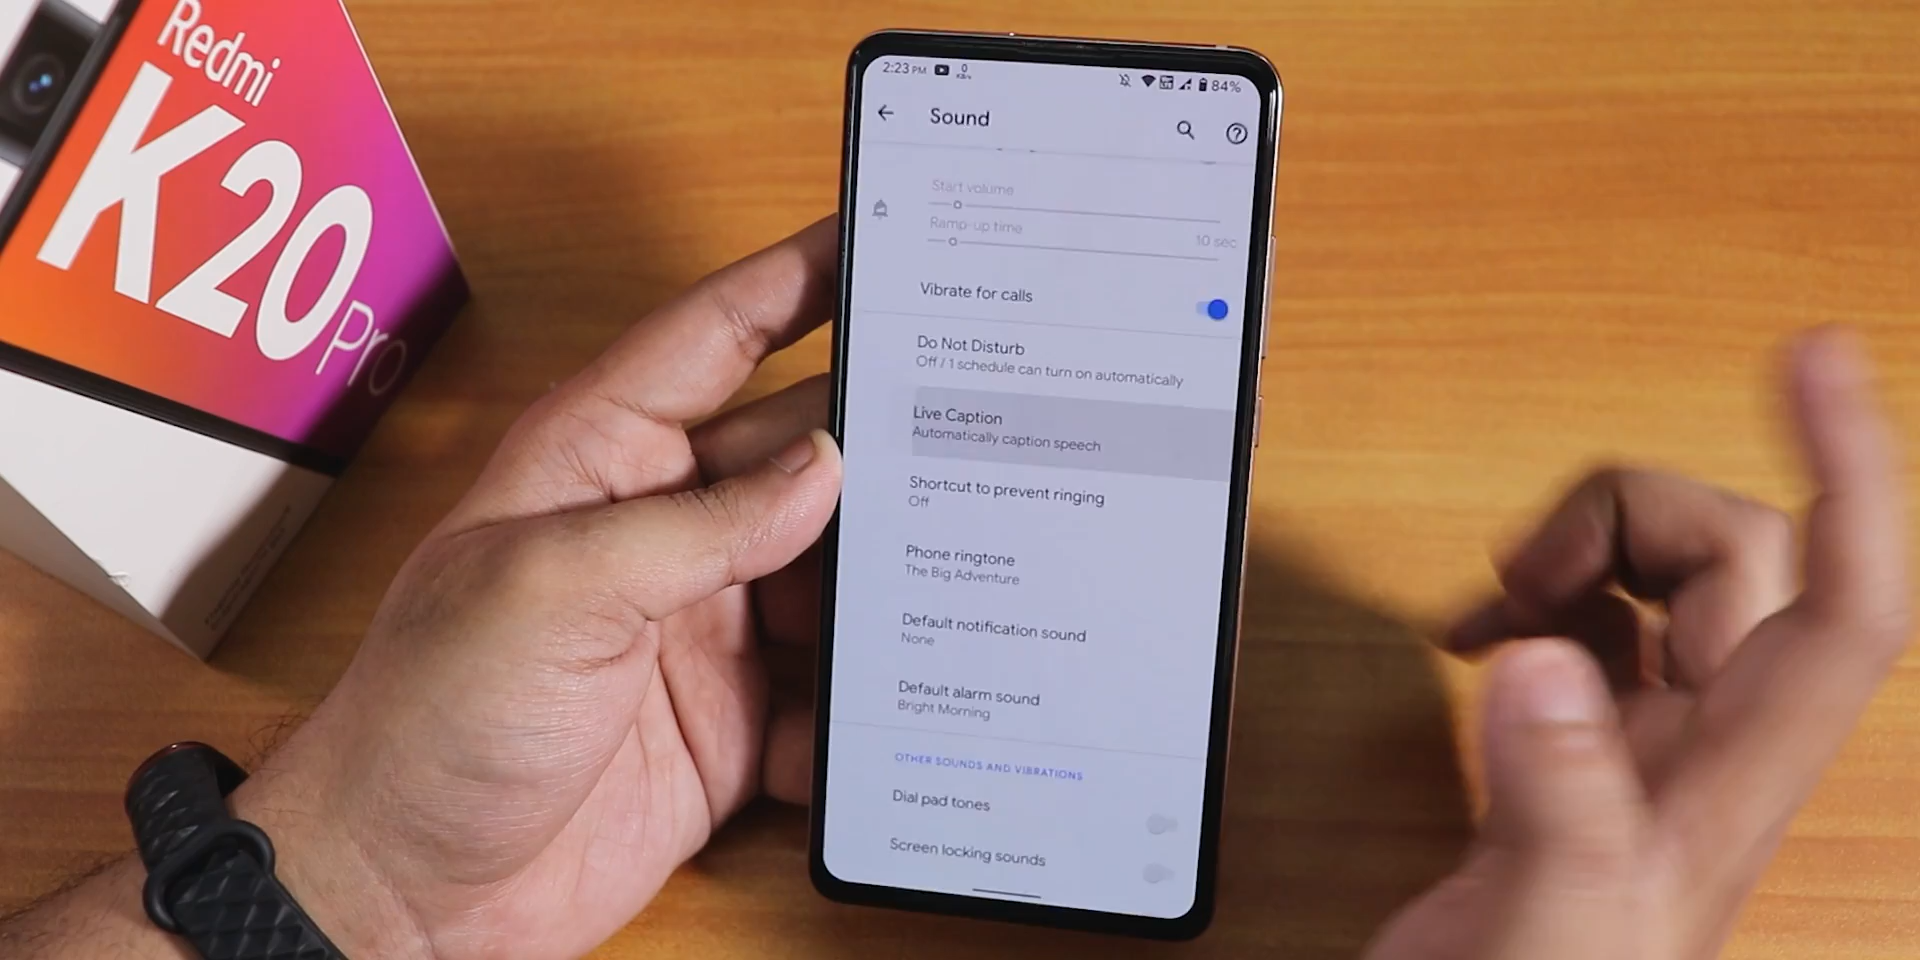 Redmi
K20
Pro
2:23 PM
0
KB/s
84%
Sound
Start volume
Ramp-up time
10 sec
Vibrate for calls
Do Not Disturb
Off / 1 schedule can turn on automatically
Live Caption
Automatically caption speech
Shortcut to prevent ringing
Off
Phone ringtone
The Big Adventure
Default notification sound
None
Default alarm sound
Bright Morning
OTHER SOUNDS AND VIBRATIONS
Dial pad tones
Screen locking sounds